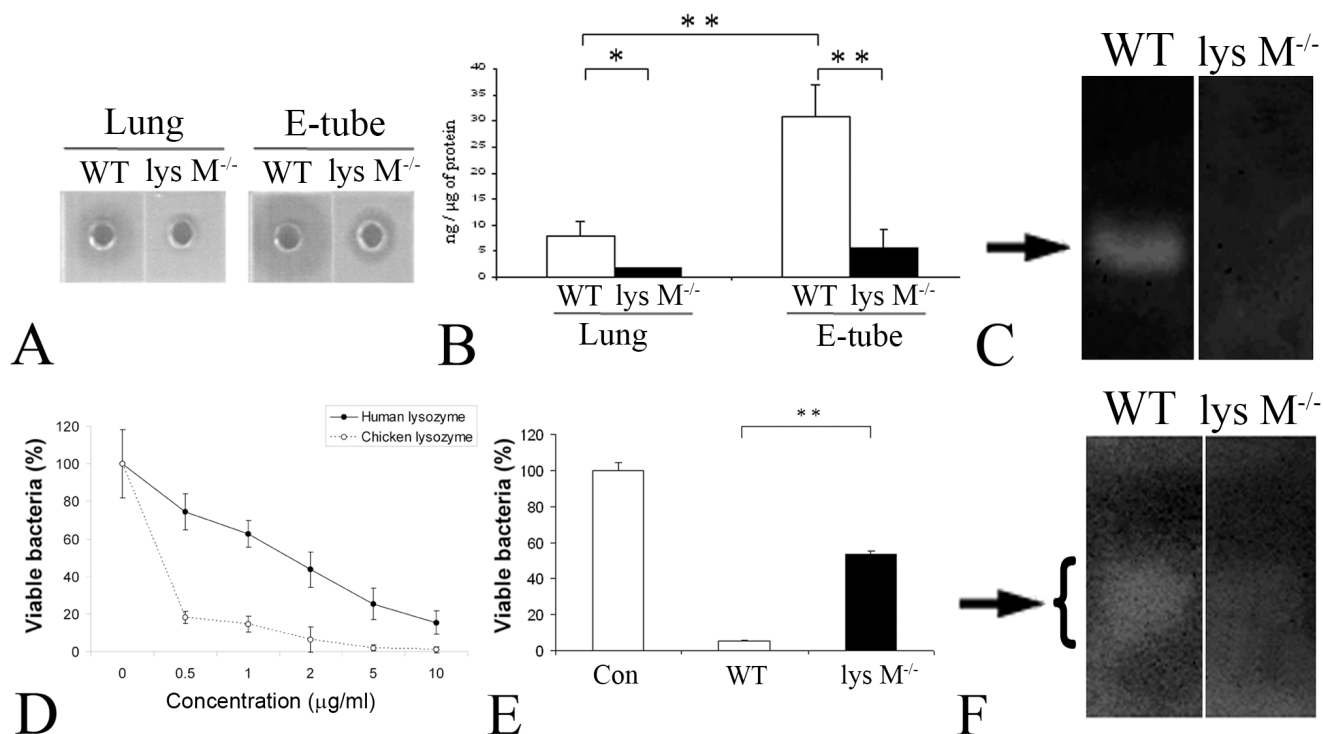 Lung E-tube
WT lys M-/- WT lys M-/-
A
* *
* * *
ng / μg of protein
40
35
30
25
20
15
10
5
0
WT lys M-/- WT lys M-/-
Lung E-tube
B
WT lys M-/-
C
Human lysozyme
Chicken lysozyme
Viable bacteria (%)
120
100
80
60
40
20
0
0 0.5 1 2 5 10
Concentration (μg/ml)
D
* *
Viable bacteria (%)
120
100
80
60
40
20
0
Con WT lys M-/-
E
WT lys M-/-
{
F